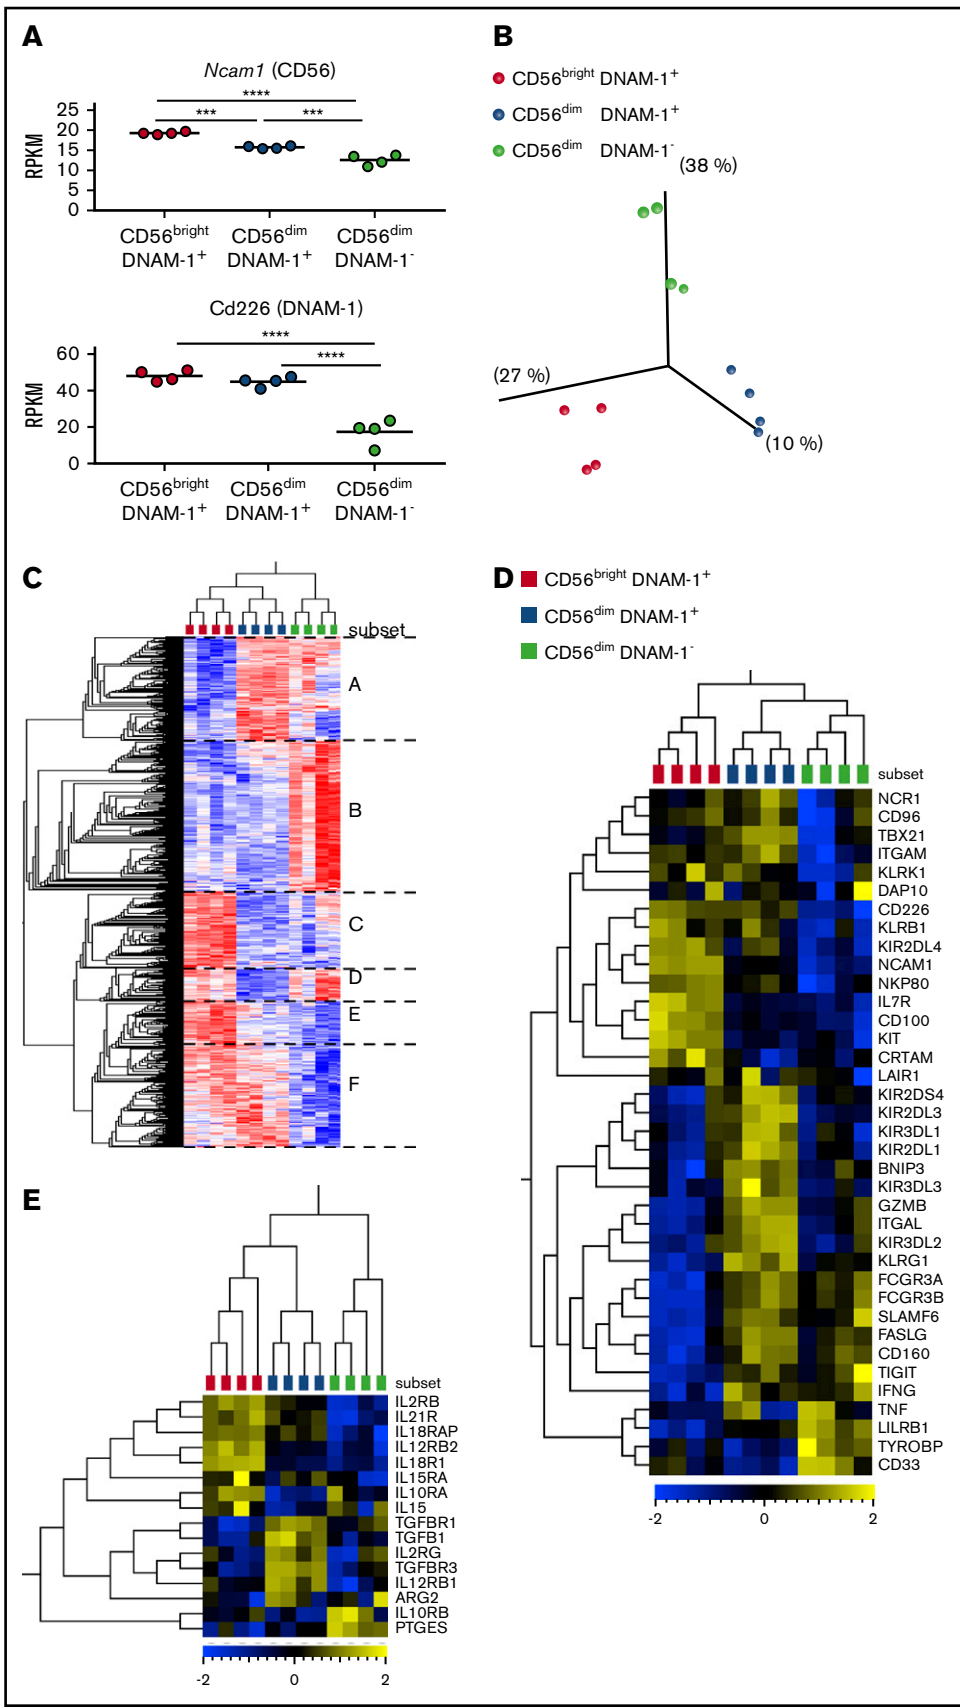 A
Ncam1 (CD56)
****
***
***
RPKM
25
20
15
10
5
0
CD56bright DNAM-1+
CD56dim DNAM-1+
CD56dim DNAM-1-
Cd226 (DNAM-1)
****
****
RPKM
60
40
20
0
CD56bright DNAM-1+
CD56dim DNAM-1+
CD56dim DNAM-1-
B
CD56bright DNAM-1+
CD56dim DNAM-1+
CD56dim DNAM-1-
(38 %)
(27 %)
(10 %)
C
subset
A
B
C
D
E
F
D
CD56bright DNAM-1+
CD56dim DNAM-1+
CD56dim DNAM-1-
subset
NCR1
CD96
TBX21
ITGAM
KLRK1
DAP10
CD226
KLRB1
KIR2DL4
NCAM1
NKP80
IL7R
CD100
KIT
CRTAM
LAIR1
KIR2DS4
KIR2DL3
KIR3DL1
KIR2DL1
BNIP3
KIR3DL3
GZMB
ITGAL
KIR3DL2
KLRG1
FCGR3A
FCGR3B
SLAMF6
FASLG
CD160
TIGIT
IFNG
TNF
LILRB1
TYROBP
CD33
-2 0 2
E
subset
IL2RB
IL21R
IL18RAP
IL12RB2
IL18R1
IL15RA
IL10RA
IL15
TGFBR1
TGFB1
IL2RG
TGFBR3
IL12RB1
ARG2
IL10RB
PTGES
-2 0 2